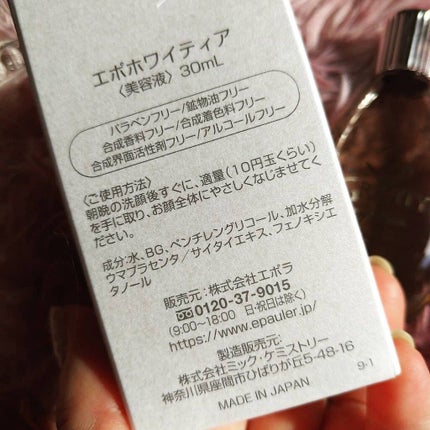 エポホワイティア
〈美容液〉30mL
パラベンフリー/鉱物油フリー
合成香料フリー/合成着色料フリー
合成界面活性剤フリー/アルコールフリー
〈ご使用方法〉
朝晩の洗顔後すぐに、適量(10円玉くらい)
を手に取り、お顔全体にやさしくなじませてく
ださい。
成分:水、BG、ペンチレングリコール、加水分解
ウマプラセンタ/サイタイエキス、フェノキシエ
タノール
販売元:株式会社エポラ
0120-37-9015
(9:00~18:00 日・祝日は除く)
https://www.epauler.jp/
製造販売元:
株式会社ミック・ケミストリー
神奈川県座間市ひばりが丘5-48-16
MADE IN JAPAN
9-1